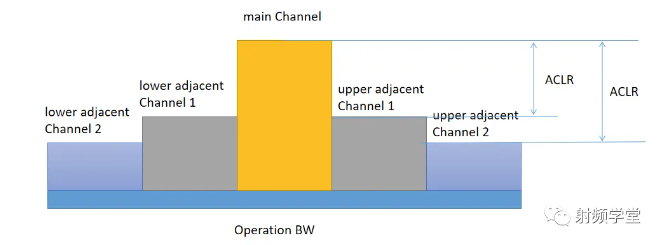 main Channel
lower adjacent
Channel 1
upper adjacent
Channel 1
ACLR
ACLR
lower adjacent
Channel 2
upper adjacent
Channel 2
Operation BW
射频学堂